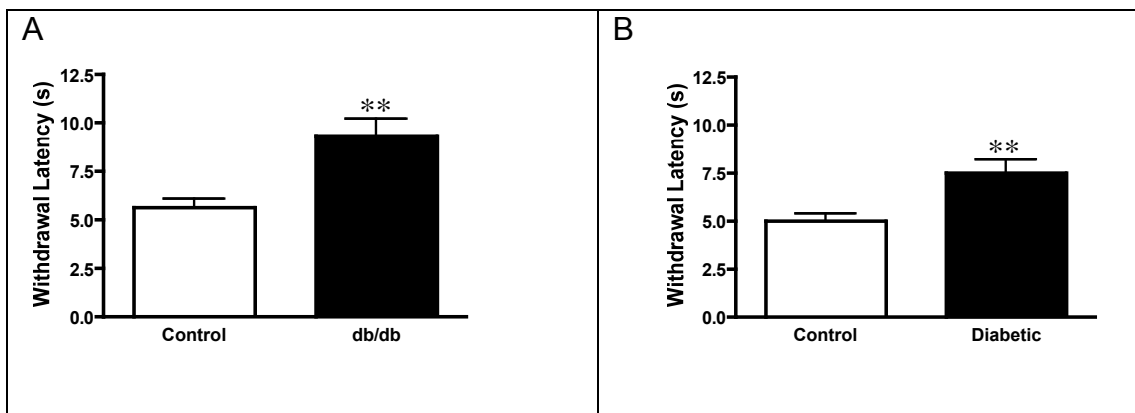 A
Withdrawal Latency (s)
12.5
10.0
7.5
5.0
2.5
0.0
**
Control
db/db
B
Withdrawal Latency (s)
12.5
10.0
7.5
5.0
2.5
0.0
**
Control
Diabetic